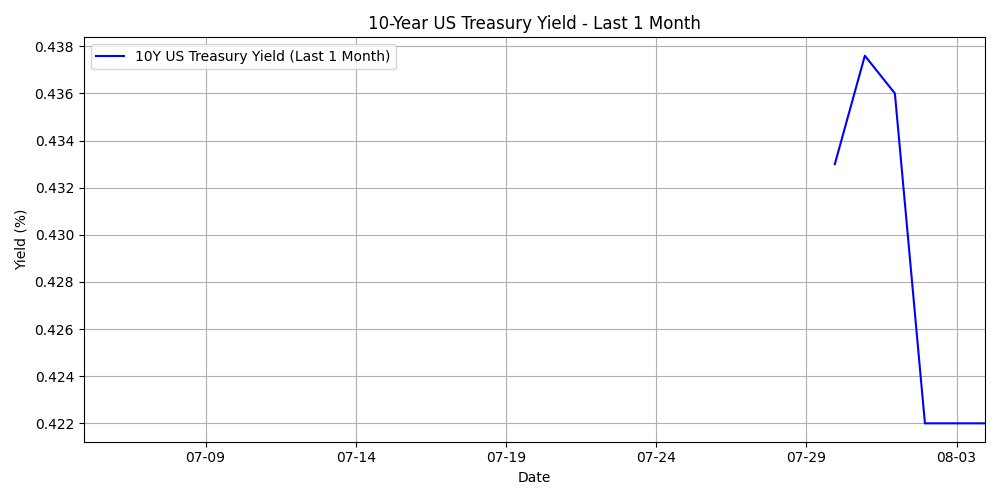 10-Year US Treasury Yield - Last 1 Month
10Y US Treasury Yield (Last 1 Month)
0.438
0.436
0.434
0.432
0.430
0.428
0.426
0.424
0.422
Yield (%)
07-09 07-14 07-19 07-24 07-29 08-03
Date